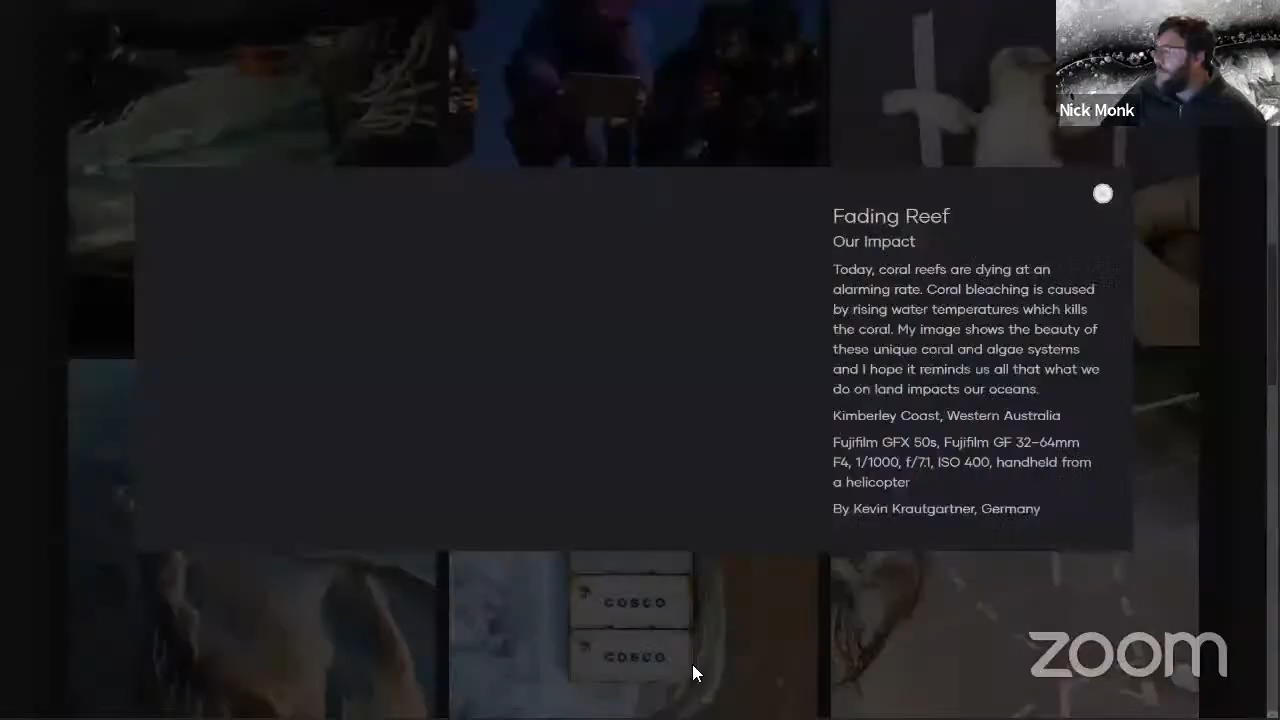 Nick Monk
Fading Reef
Our Impact
Today, coral reefs are dying at an
alarming rate. Coral bleaching is caused
by rising water temperatures which kills
the coral. My image shows the beauty of
these unique coral and algae systems
and I hope it reminds us all that what we
do on land impacts our oceans.
Kimberley Coast, Western Australia
Fujifilm GFX 50s, Fujifilm GF 32–64mm
F4, 1/1000, f/7.1, ISO 400, handheld from
a helicopter
By Kevin Krautgartner, Germany
COSCO
COSCO
zoom